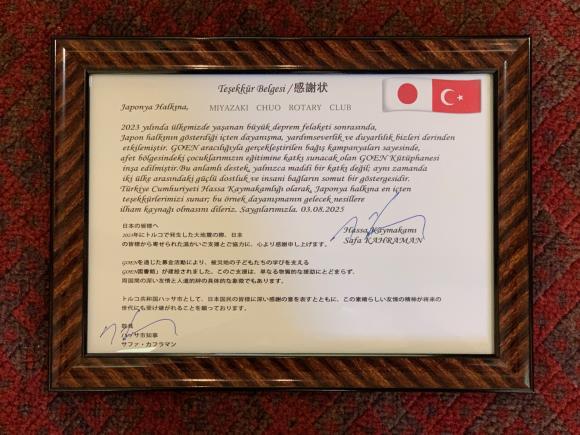 Teşekkür Belgesi / 感謝状
Japonya Halkına, MIYAZAKI CHUO ROTARY CLUB
2023 yılında ülkemizde yaşanan büyük deprem felaketi sonrasında,
Japon halkının gösterdiği içten dayanışma, yardımseverlik ve duyarlılık bizleri derinden
etkilemiştir. GOEN aracılığıyla gerçekleştirilen bağış kampanyaları sayesinde,
afet bölgesindeki çocuklarımızın eğitimine katkı sunacak olan GOEN Kütüphanesi
inşa edilmiştir.Bu anlamlı destek, yalnızca maddi bir katkı değil; aynı zamanda
iki ülke arasındaki güçlü dostluk ve insani bağların somut bir göstergesidir.
Türkiye Cumhuriyeti Hassa Kaymakamlığı olarak, Japonya halkına en içten
teşekkürlerimizi sunar; bu örnek dayanışmanın gelecek nesillere
ilham kaynağı olmasını dileriz. Saygılarımızla. 03.08.2025
Hassa Kaymakamı
Safa KAHRAMAN
日本の皆様へ
2023年にトルコで発生した大地震の際、日本
の皆様から寄せられた温かいご支援とご協力に、心より感謝申し上げます。
GOENを通じた募金活動により、被災地の子どもたちの学びを支える
GOEN図書館」が建設されました。このご支援は、単なる物質的な援助にとどまらず、
両国間の深い友情と人道的絆の具体的な象徴でもあります。
トルコ共和国ハッサ市として、日本国民の皆様に深い感謝の意を表すとともに、この素晴らしい友情の精神が将来の
世代にも受け継がれることを願っております。
ハッサ市知事
サファ・カフラマン